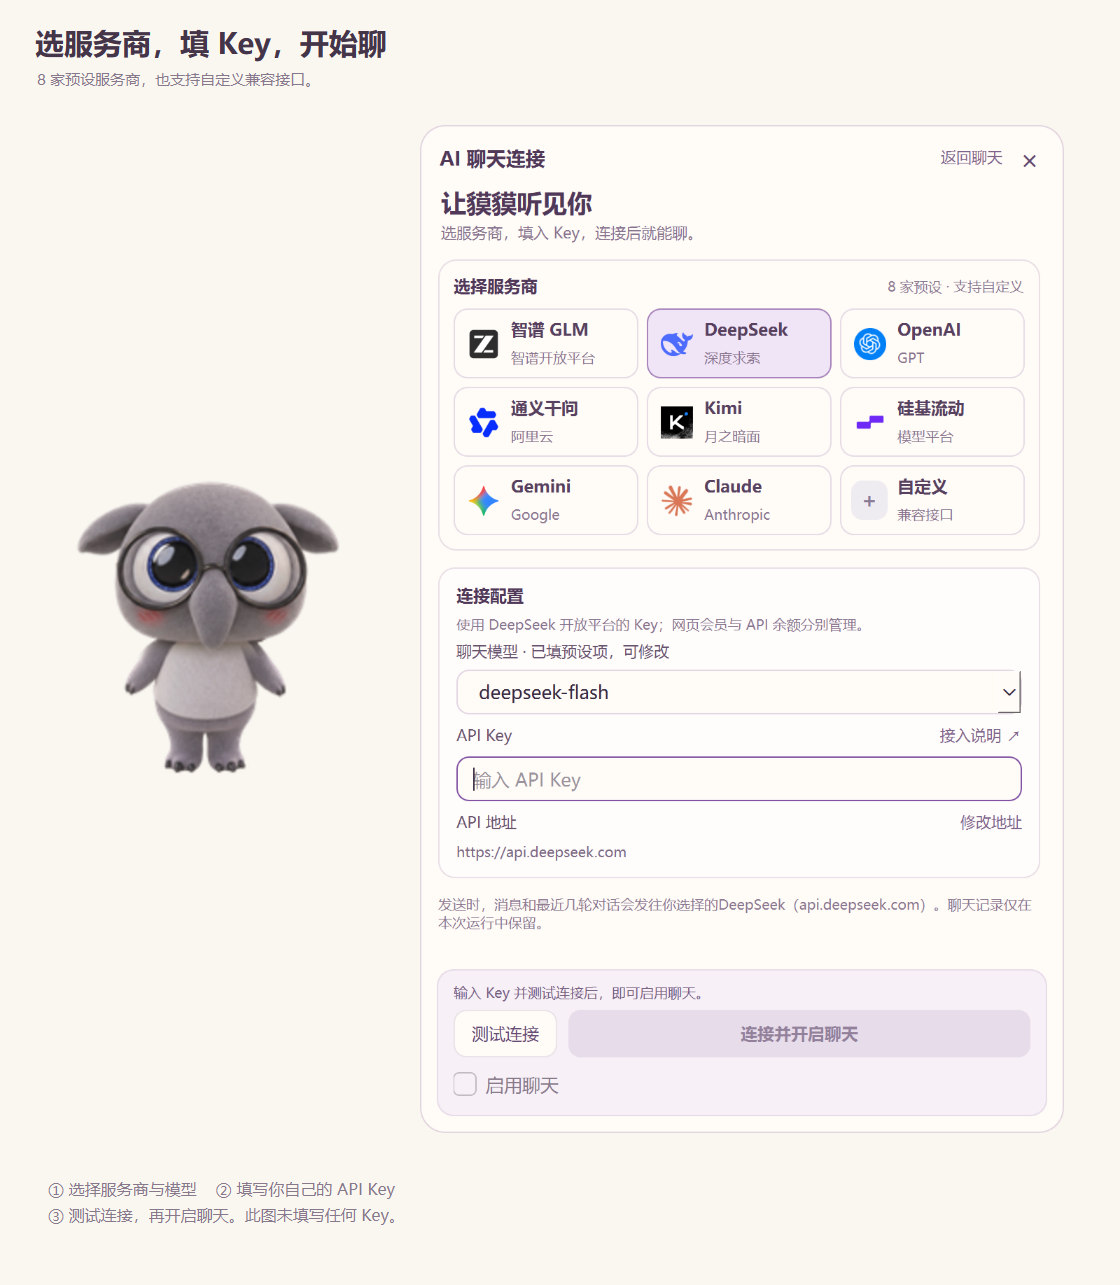 选服务商，填 Key，开始聊
8 家预设服务商，也支持自定义兼容接口。
AI 聊天连接
返回聊天 ×
让貘貘听见你
选服务商，填入 Key，连接后就能聊。
选择服务商
8 家预设 · 支持自定义
智谱 GLM
智谱开放平台
DeepSeek
深度求索
OpenAI
GPT
通义千问
阿里云
Kimi
月之暗面
硅基流动
模型平台
Gemini
Google
Claude
Anthropic
+ 自定义
兼容接口
连接配置
使用 DeepSeek 开放平台的 Key；网页会员与 API 余额分别管理。
聊天模型 · 已填预设项，可修改
deepseek-flash
API Key
接入说明 ↗
输入 API Key
API 地址
修改地址
https://api.deepseek.com
发送时，消息和最近几轮对话会发往你选择的DeepSeek（api.deepseek.com）。聊天记录仅在
本次运行中保留。
输入 Key 并测试连接后，即可启用聊天。
测试连接
连接并开启聊天
启用聊天
① 选择服务商与模型 ② 填写你自己的 API Key
③ 测试连接，再开启聊天。此图未填写任何 Key。